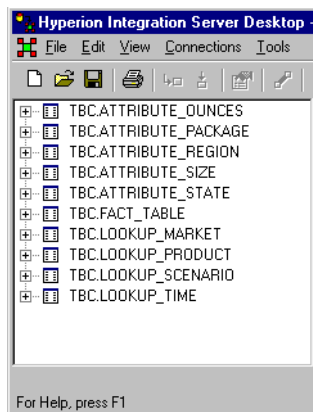 Hyperion Integration Server Desktop -
File Edit View Connections Tools
TBC.ATTRIBUTE_OUNCES
TBC.ATTRIBUTE_PACKAGE
TBC.ATTRIBUTE_REGION
TBC.ATTRIBUTE_SIZE
TBC.ATTRIBUTE_STATE
TBC.FACT_TABLE
TBC.LOOKUP_MARKET
TBC.LOOKUP_PRODUCT
TBC.LOOKUP_SCENARIO
TBC.LOOKUP_TIME
For Help, press F1